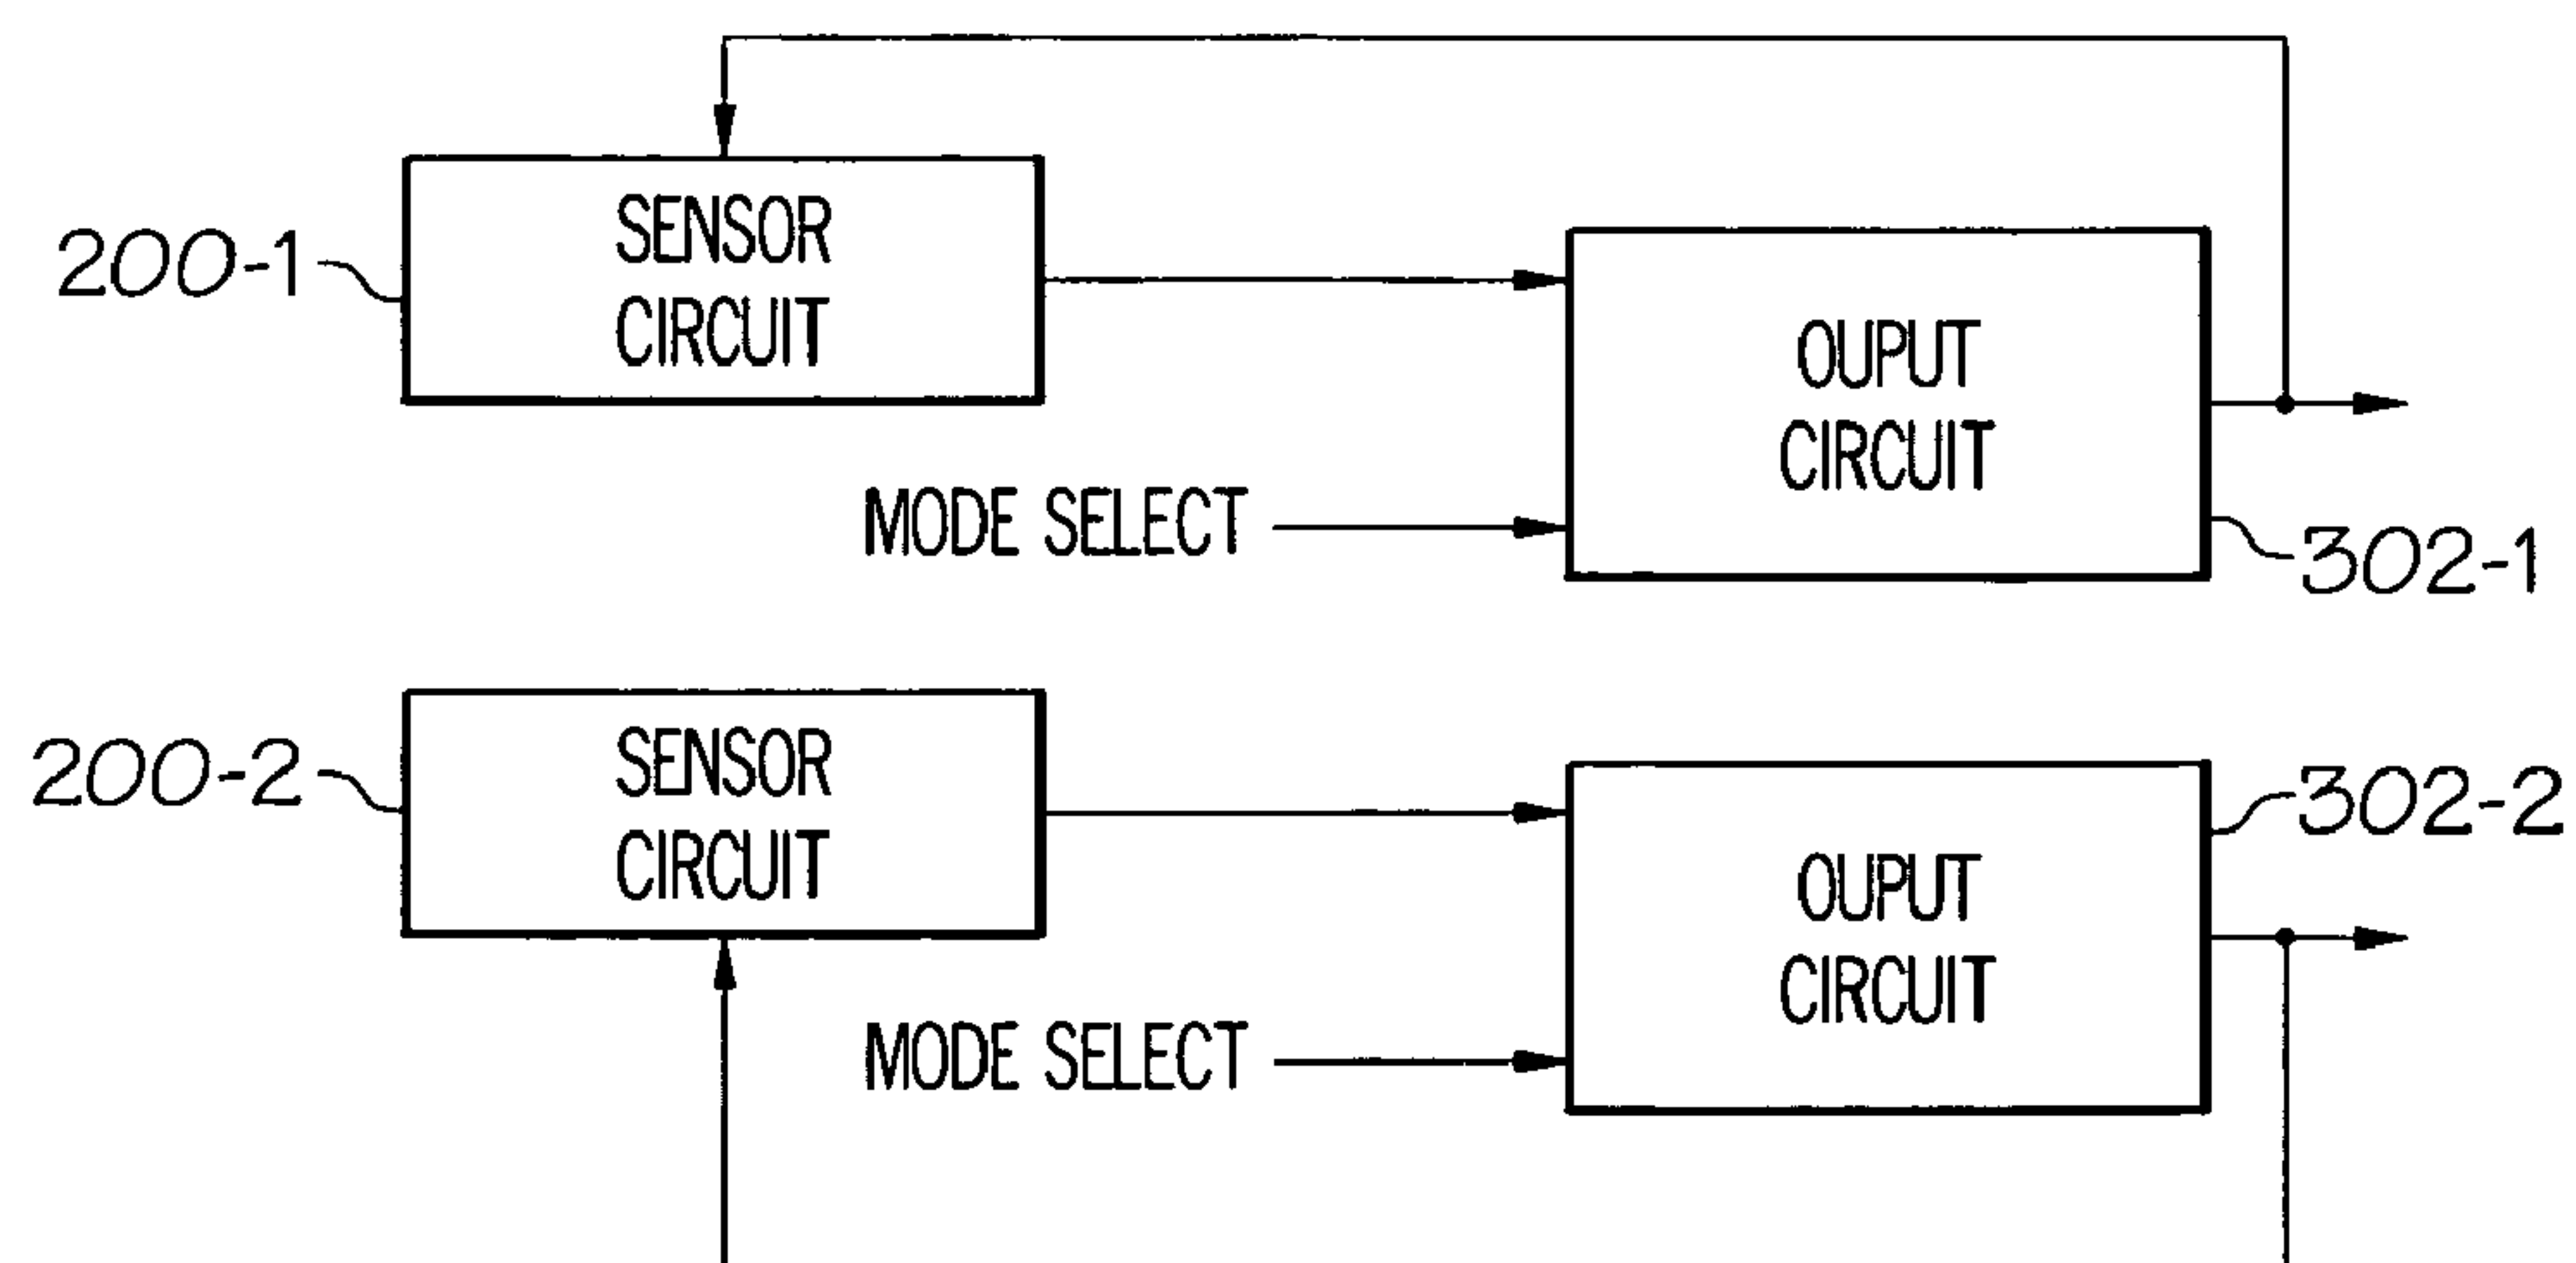 SENSOR
CIRCUIT
200-1
OUPUT
CIRCUIT
MODE SELECT
302-1
SENSOR
CIRCUIT
200-2
302-2
OUPUT
CIRCUIT
MODE SELECT